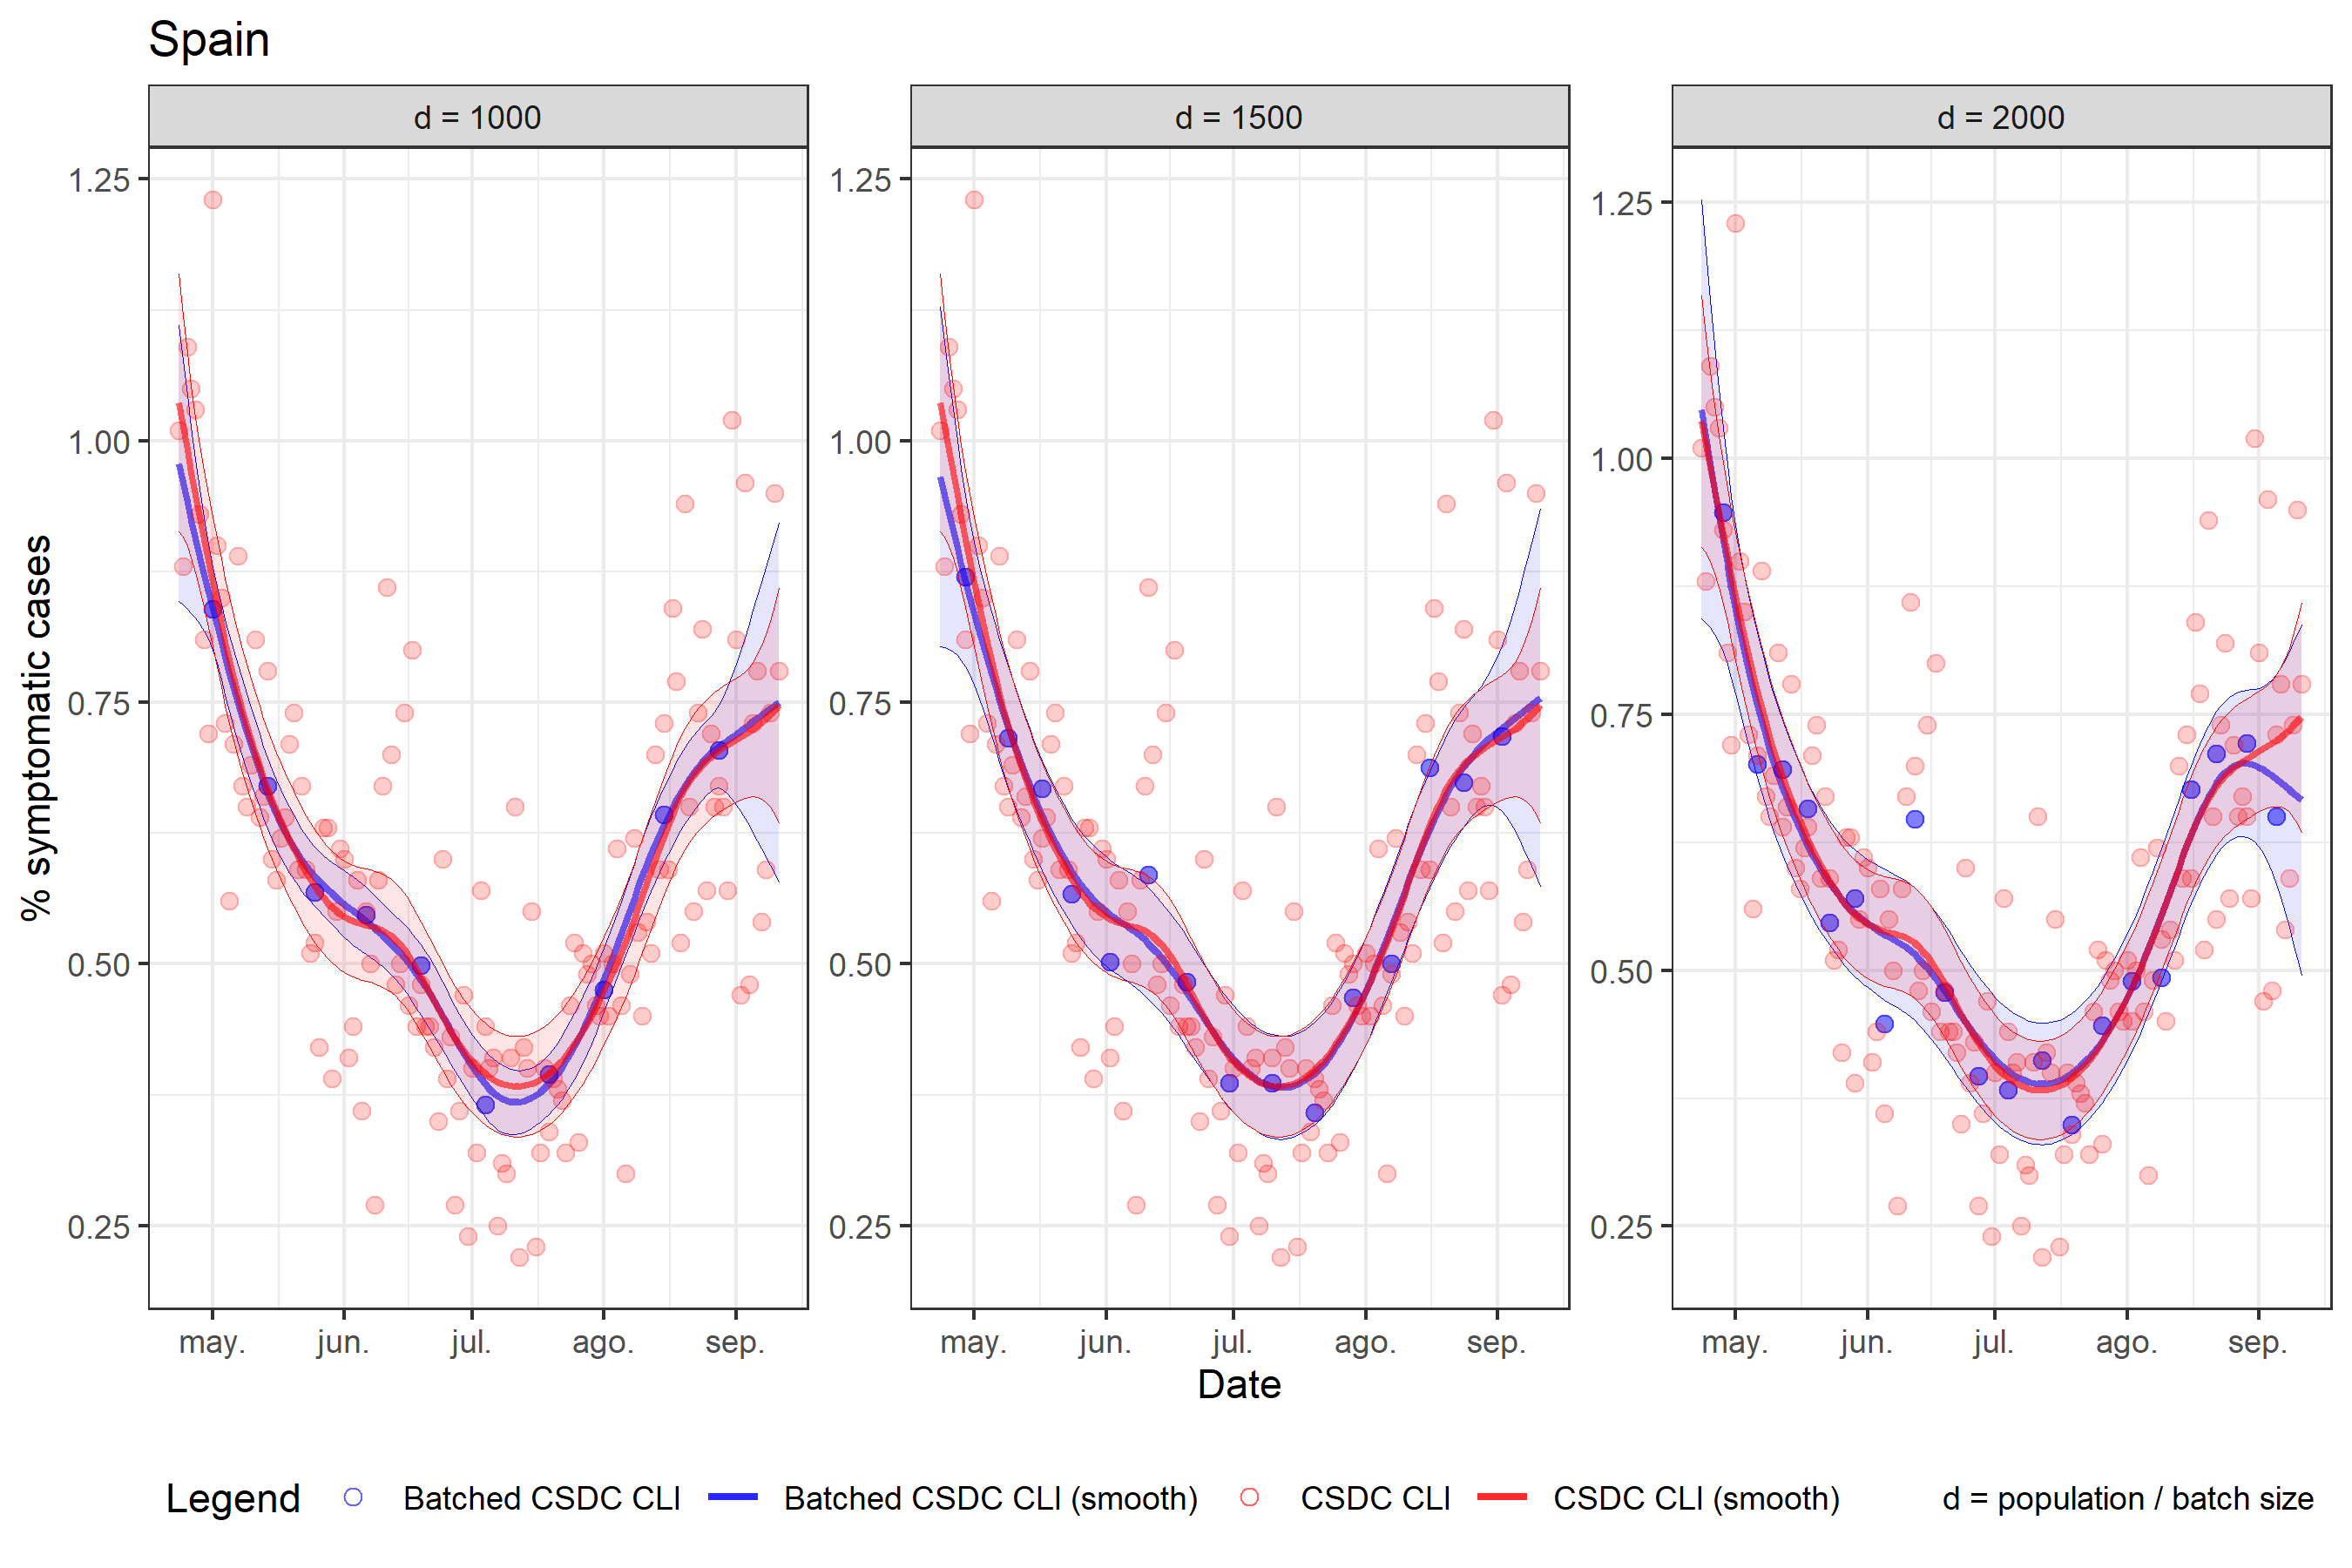 Spain
d = 1000
d = 1500
d = 2000
% symptomatic cases
1.25
1.00
0.75
0.50
0.25
1.25
1.00
0.75
0.50
0.25
1.25
1.00
0.75
0.50
0.25
may. jun. jul. ago. sep.
may. jun. jul. ago. sep.
may. jun. jul. ago. sep.
Date
Legend Batched CSDC CLI Batched CSDC CLI (smooth) CSDC CLI CSDC CLI (smooth) d = population / batch size